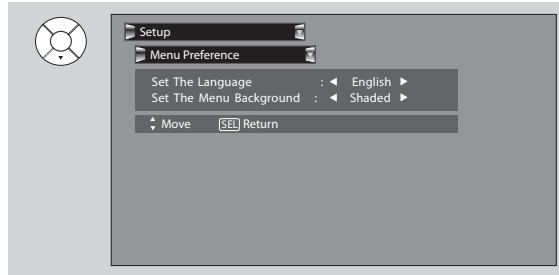 Setup
Menu Preference
Set The Language : ◄ English ►
Set The Menu Background : ◄ Shaded ►
Move SEL Return